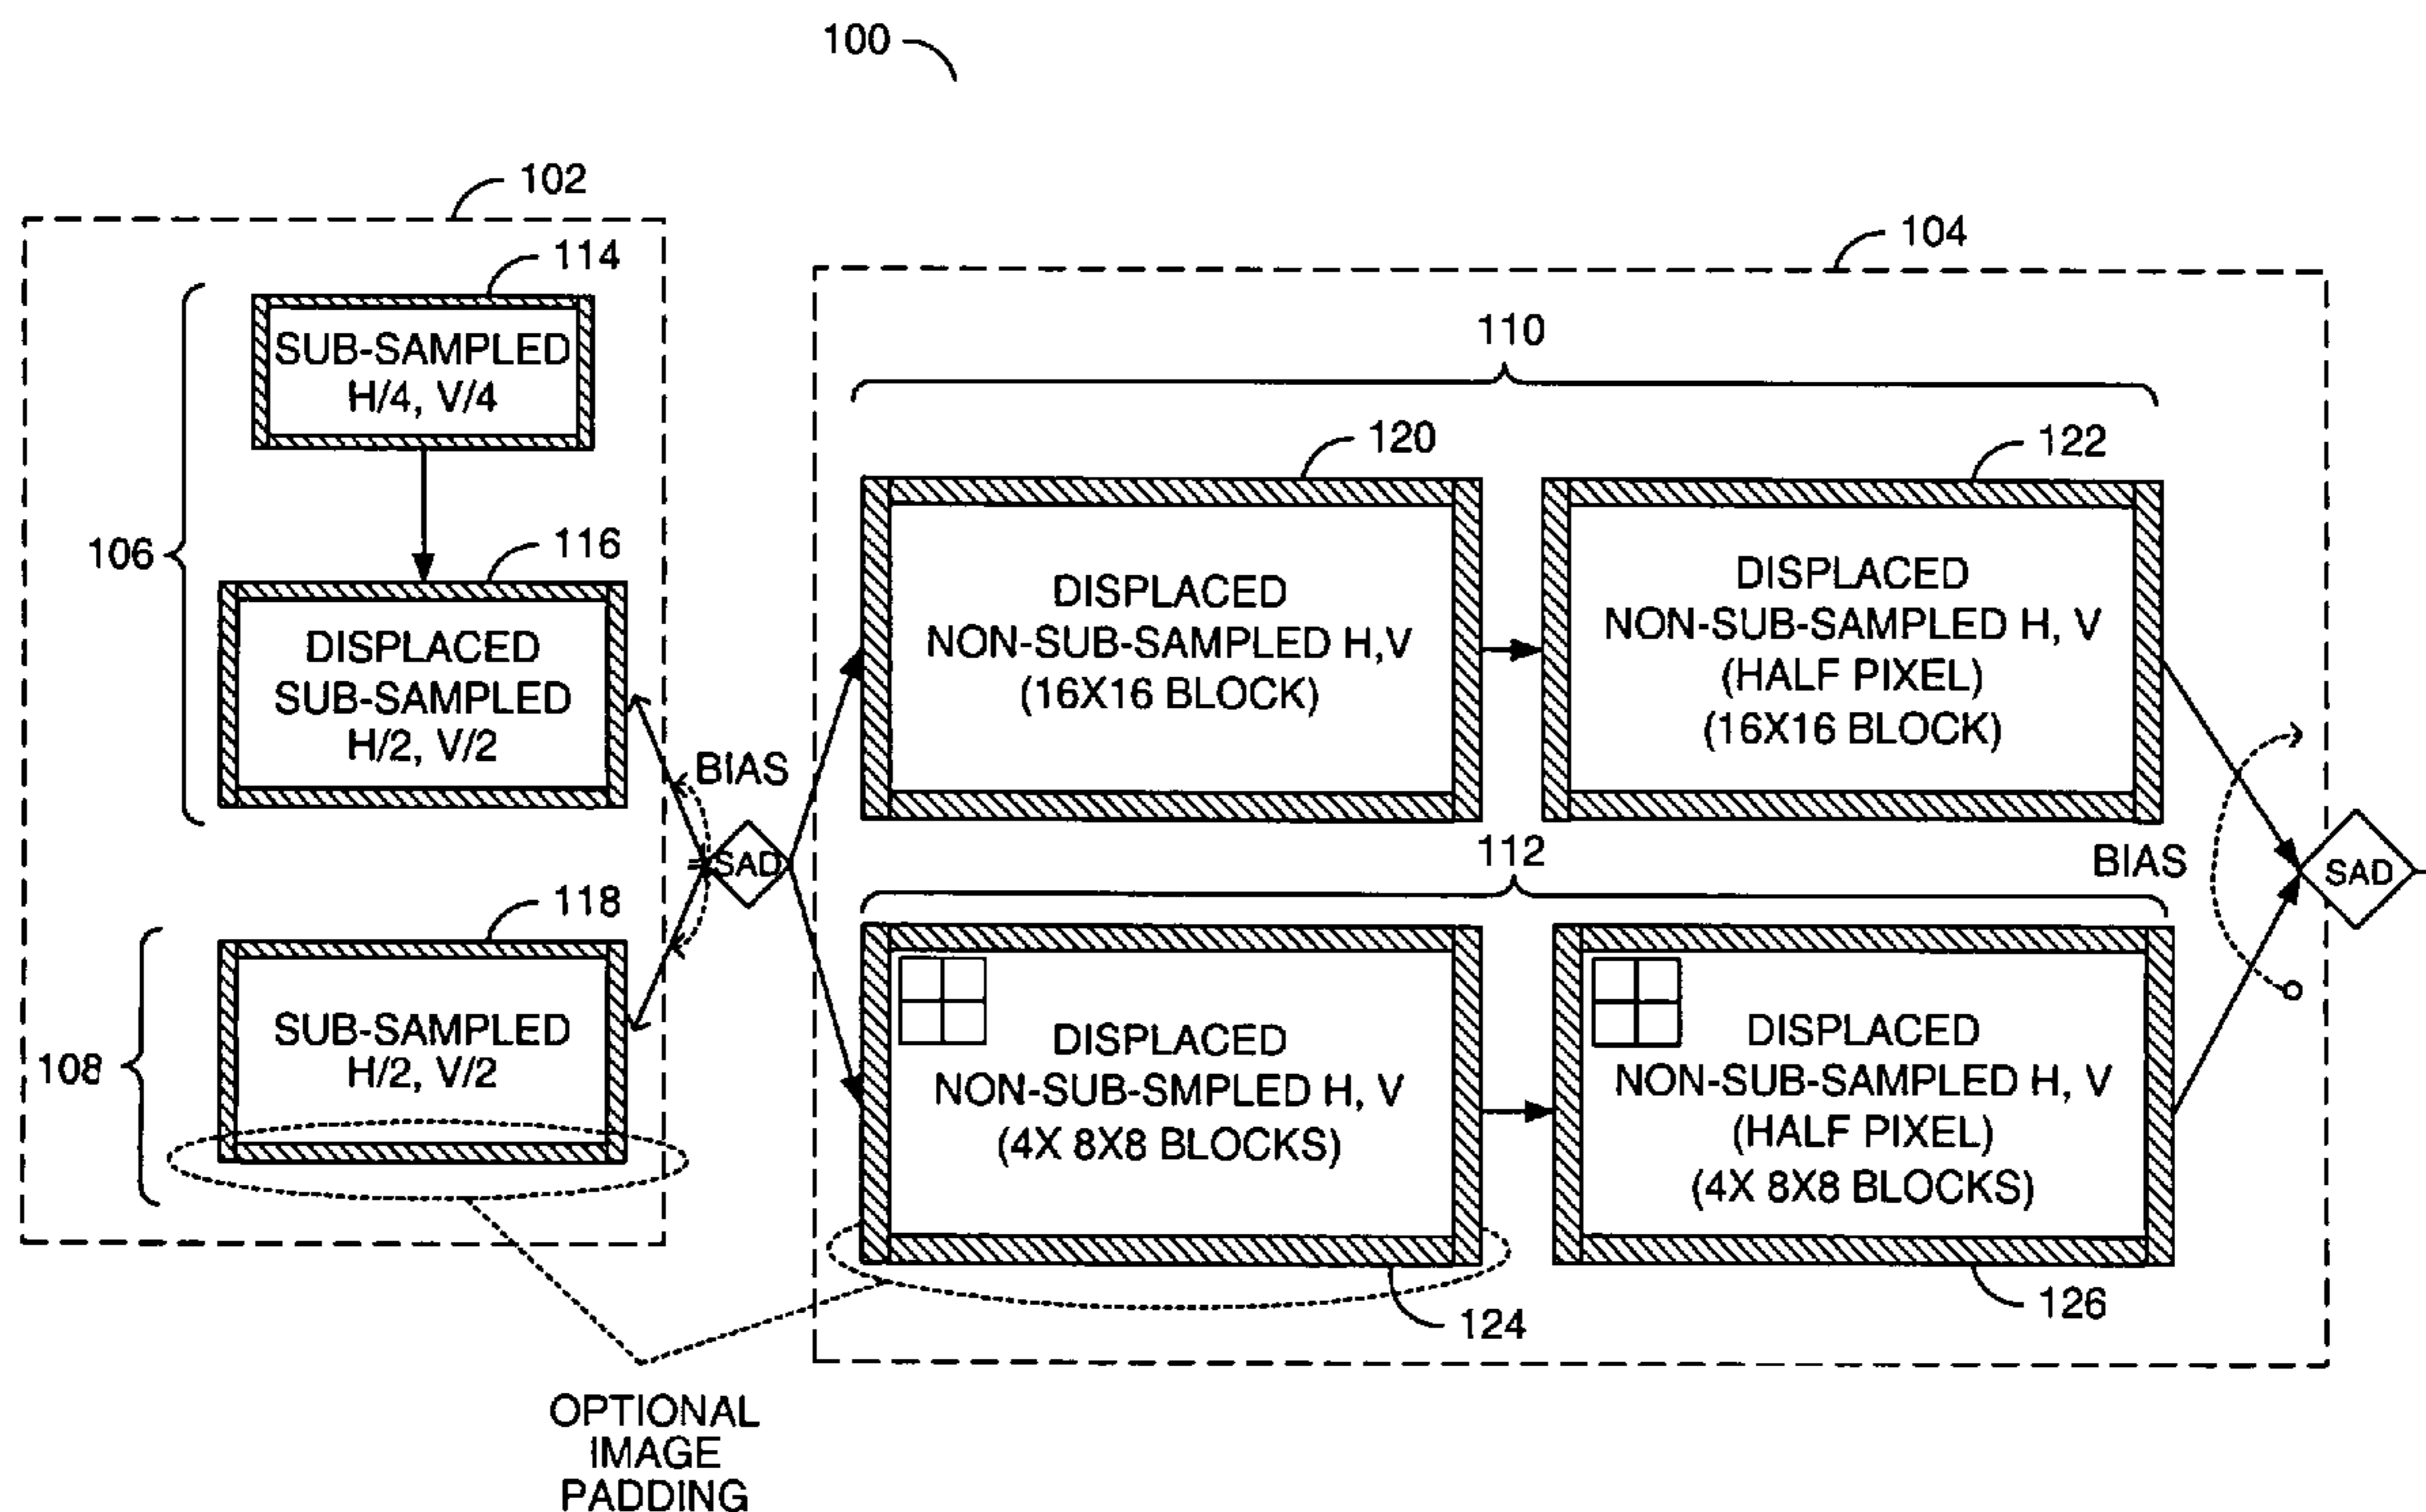 100
102
114
SUB-SAMPLED
H/4, V/4
106
116
DISPLACED
SUB-SAMPLED
H/2, V/2
BIAS
SAD
118
SUB-SAMPLED
H/2, V/2
108
OPTIONAL
IMAGE
PADDING
104
110
120
DISPLACED
NON-SUB-SAMPLED H,V
(16X16 BLOCK)
122
DISPLACED
NON-SUB-SAMPLED H, V
(HALF PIXEL)
(16X16 BLOCK)
112
DISPLACED
NON-SUB-SMPLED H, V
(4X 8X8 BLOCKS)
124
DISPLACED
NON-SUB-SAMPLED H, V
(HALF PIXEL)
(4X 8X8 BLOCKS)
126
BIAS
SAD